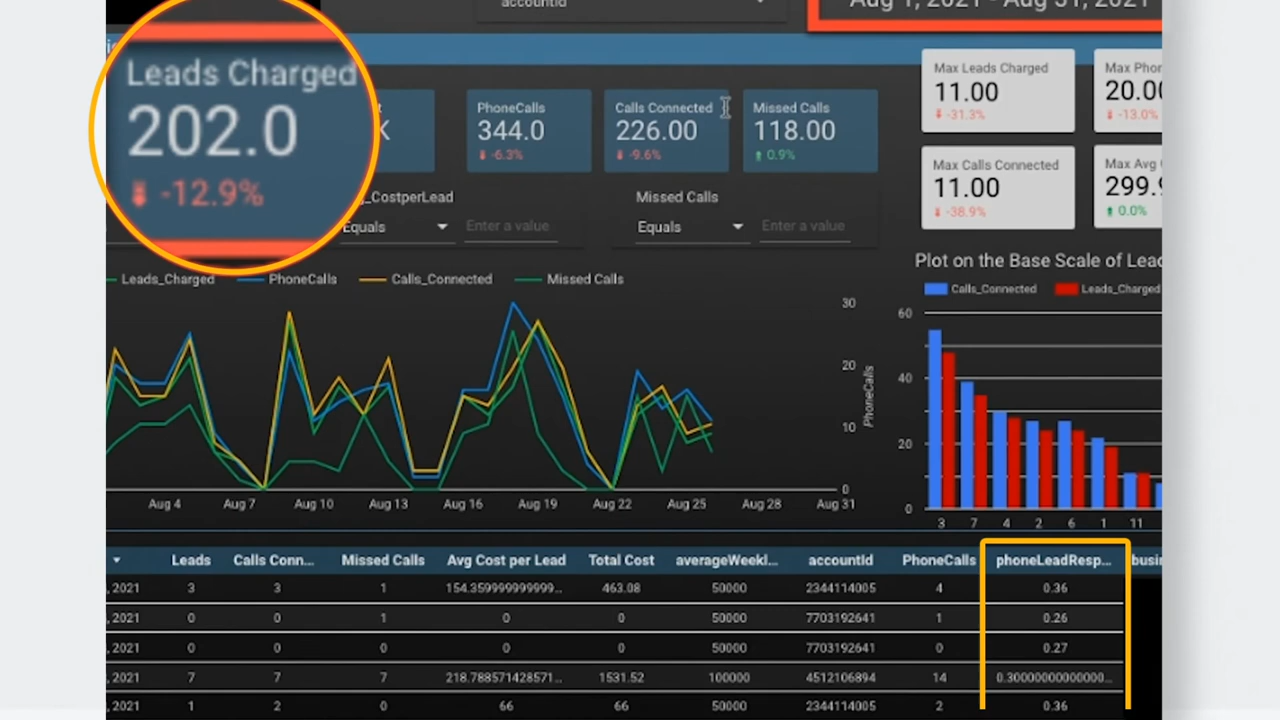 accountId
Aug 1, 2021 - Aug 31, 2021
Leads Charged
202.0
-12.9%
K
PhoneCalls
344.0
-6.3%
Calls Connected
226.00
-9.6%
Missed Calls
118.00
0.9%
Max Leads Charged
11.00
-31.3%
Max Phon
20.00
-13.0%
Max Calls Connected
11.00
-38.9%
Max Avg
299.9
0.0%
_CostperLead
Equals
Enter a value
Missed Calls
Equals
Enter a value
Leads_Charged PhoneCalls Calls_Connected Missed Calls
30
20
10
0
PhoneCalls
Aug 4 Aug 7 Aug 10 Aug 13 Aug 16 Aug 19 Aug 22 Aug 25 Aug 28 Aug 31
Plot on the Base Scale of Lead
Calls_Connected Leads_Charged
60
40
20
0
3 7 4 2 6 1 11
Leads Calls Conn... Missed Calls Avg Cost per Lead Total Cost averageWeekl... accountId PhoneCalls phoneLeadResp... busin
, 2021 3 3 1 154.359999999999... 463.08 50000 2344114005 4 0.36
, 2021 0 0 1 0 0 50000 7703192641 1 0.26
, 2021 0 0 0 0 0 50000 7703192641 0 0.27
, 2021 7 7 7 218.788571428571... 1531.52 100000 4512106894 14 0.30000000000000...
, 2021 1 2 0 66 66 50000 2344114005 2 0.36